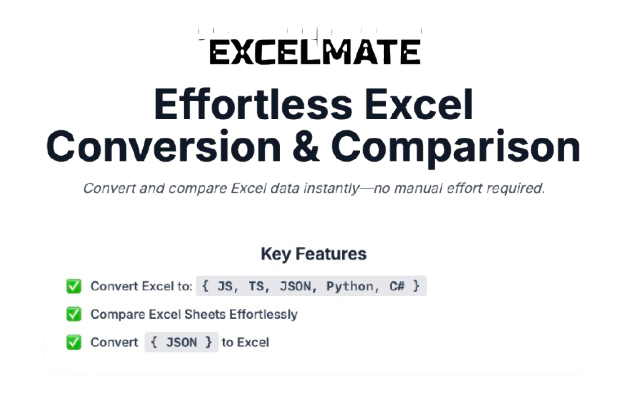 EXCELMATE
Effortless Excel
Conversion & Comparison
Convert and compare Excel data instantly—no manual effort required.
Key Features
✅ Convert Excel to: { JS, TS, JSON, Python, C# }
✅ Compare Excel Sheets Effortlessly
✅ Convert { JSON } to Excel